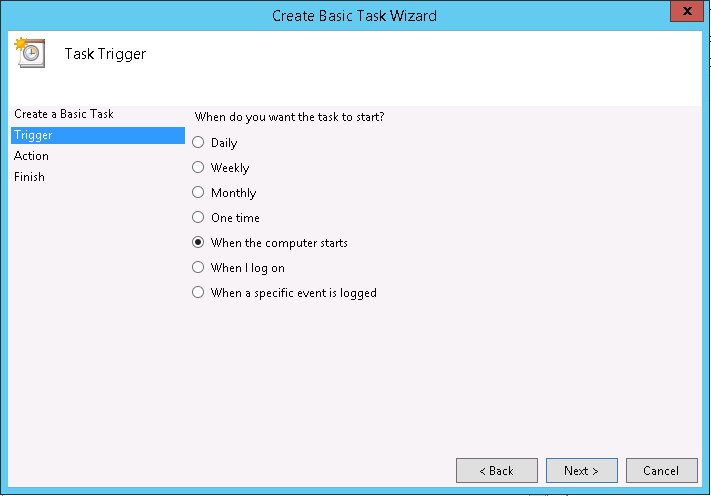 Create Basic Task Wizard
x
Task Trigger
Create a Basic Task
Trigger
Action
Finish
When do you want the task to start?
Daily
Weekly
Monthly
One time
When the computer starts
When I log on
When a specific event is logged
< Back
Next >
Cancel